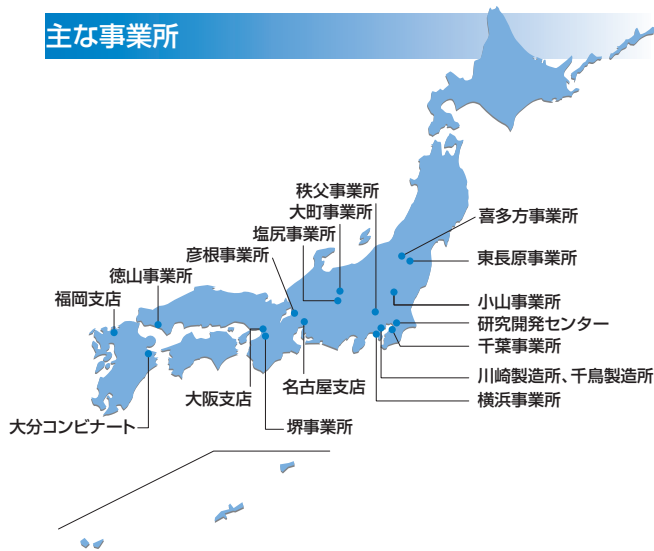 主な事業所
秩父事業所
大町事業所
塩尻事業所
彦根事業所
徳山事業所
福岡支店
喜多方事業所
東長原事業所
小山事業所
研究開発センター
千葉事業所
川崎製造所、千鳥製造所
横浜事業所
名古屋支店
大阪支店
堺事業所
大分コンビナート